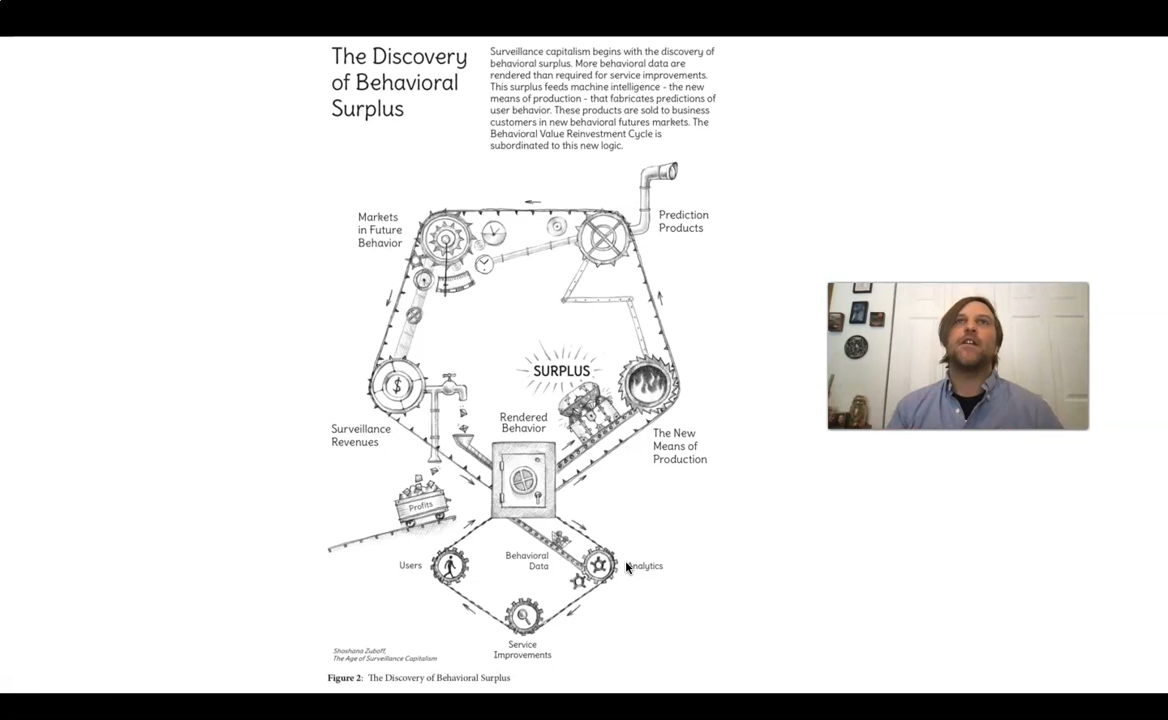 The Discovery
of Behavioral
Surplus
Surveillance capitalism begins with the discovery of
behavioral surplus. More behavioral data are
rendered than required for service improvements.
This surplus feeds machine intelligence - the new
means of production - that fabricates predictions of
user behavior. These products are sold to business
customers in new behavioral futures markets. The
Behavioral Value Reinvestment Cycle is
subordinated to this new logic.
Markets
in Future
Behavior
Prediction
Products
SURPLUS
$
Rendered
Behavior
Surveillance
Revenues
The New
Means of
Production
Profits
Users
Behavioral
Data
Analytics
Service
Improvements
Shoshana Zuboff,
The Age of Surveillance Capitalism
Figure 2: The Discovery of Behavioral Surplus